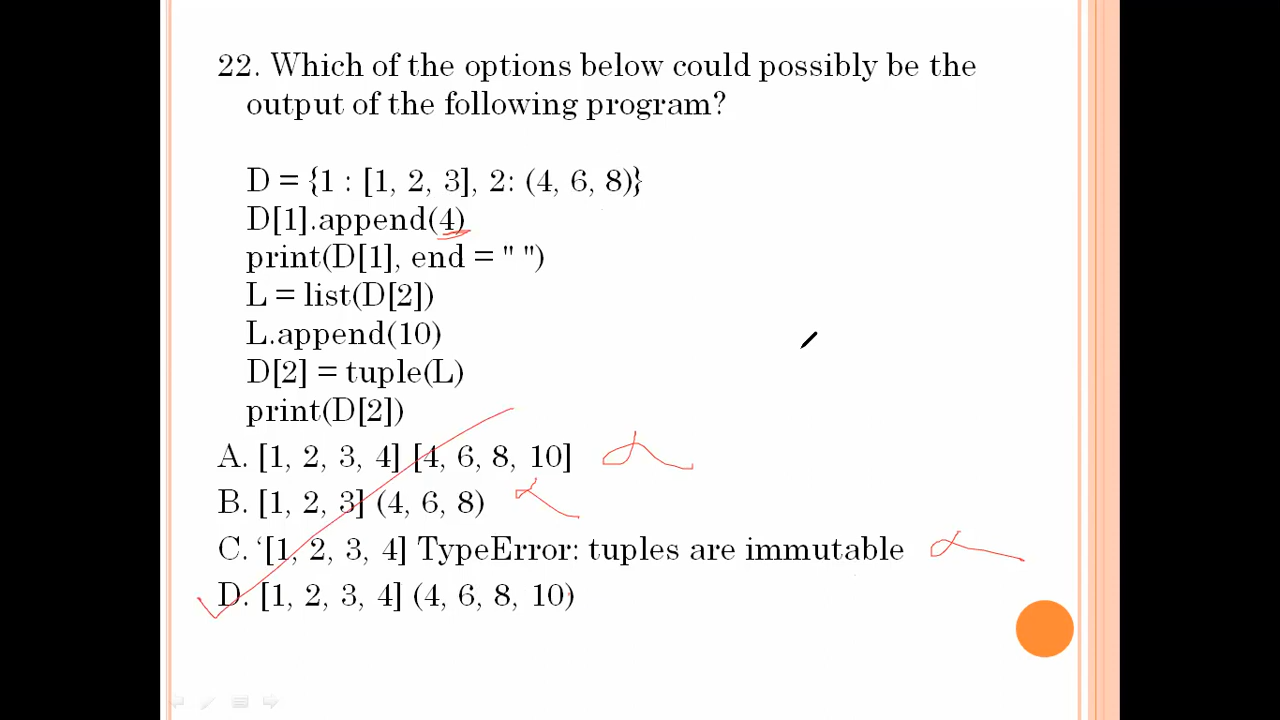 22. Which of the options below could possibly be the
output of the following program?
D = {1 : [1, 2, 3], 2: (4, 6, 8)}
D[1].append(4)
print(D[1], end = " ")
L = list(D[2])
L.append(10)
D[2] = tuple(L)
print(D[2])
A. [1, 2, 3, 4] [4, 6, 8, 10]
B. [1, 2, 3] (4, 6, 8)
C. ‘[1, 2, 3, 4] TypeError: tuples are immutable
D. [1, 2, 3, 4] (4, 6, 8, 10)